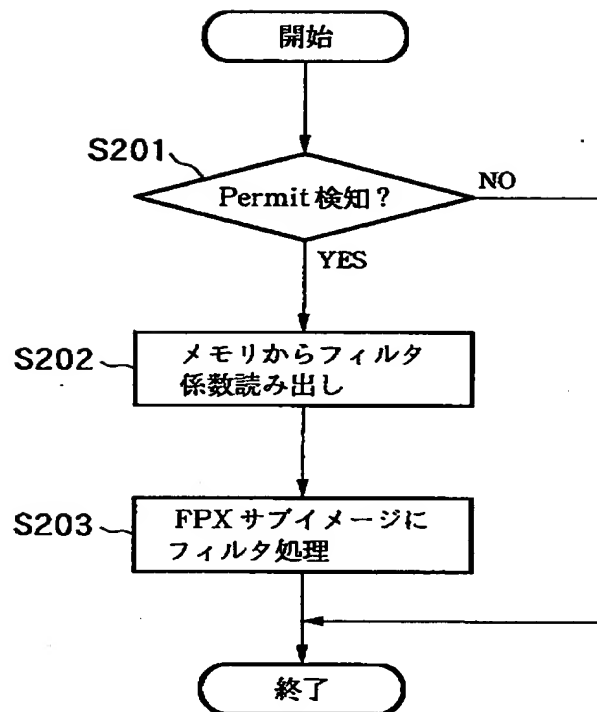 開始
S201
Permit 検知?
NO
YES
S202
メモリからフィルタ
係数読み出し
S203
FPX サブイメージに
フィルタ処理
終了